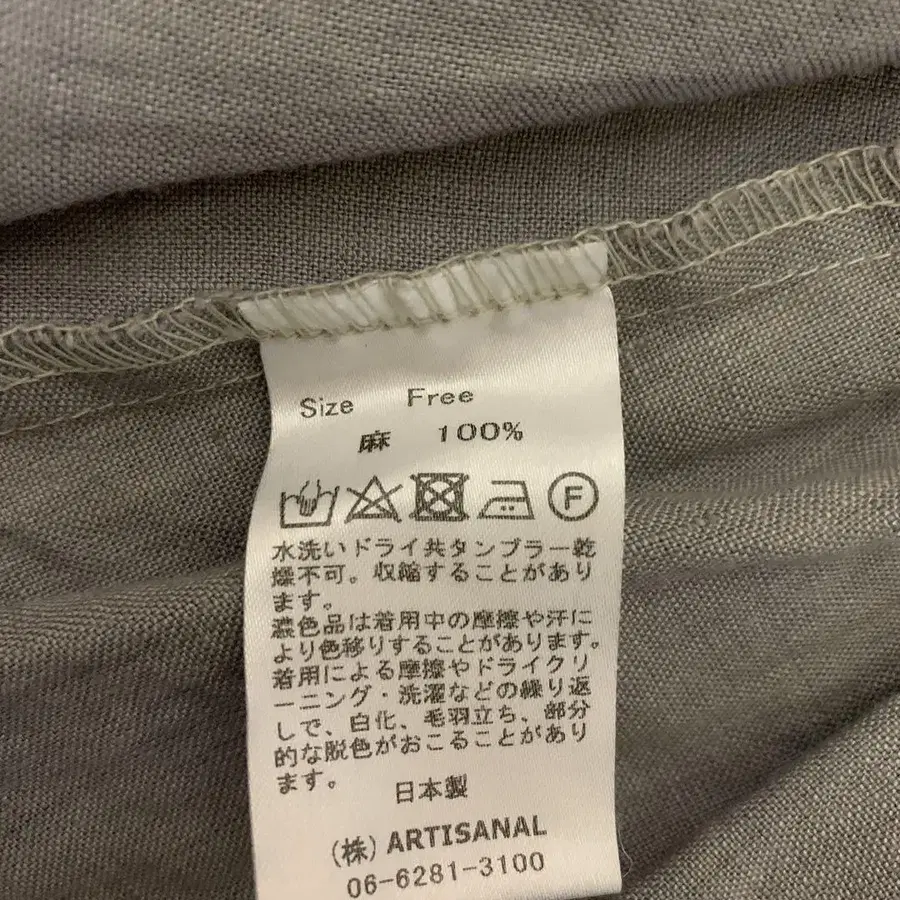 Size Free
麻 100%
F
水洗いドライ共タンブラー乾
燥不可。収縮することがあり
ます。
濃色品は着用中の摩擦や汗に
より色移りすることがあります。
着用による摩擦やドライクリ
ーニング・洗濯などの繰り返
しで、白化、毛羽立ち、部分
的な脱色がおこることがあり
ます。
日本製
(株)ARTISANAL
06-6281-3100